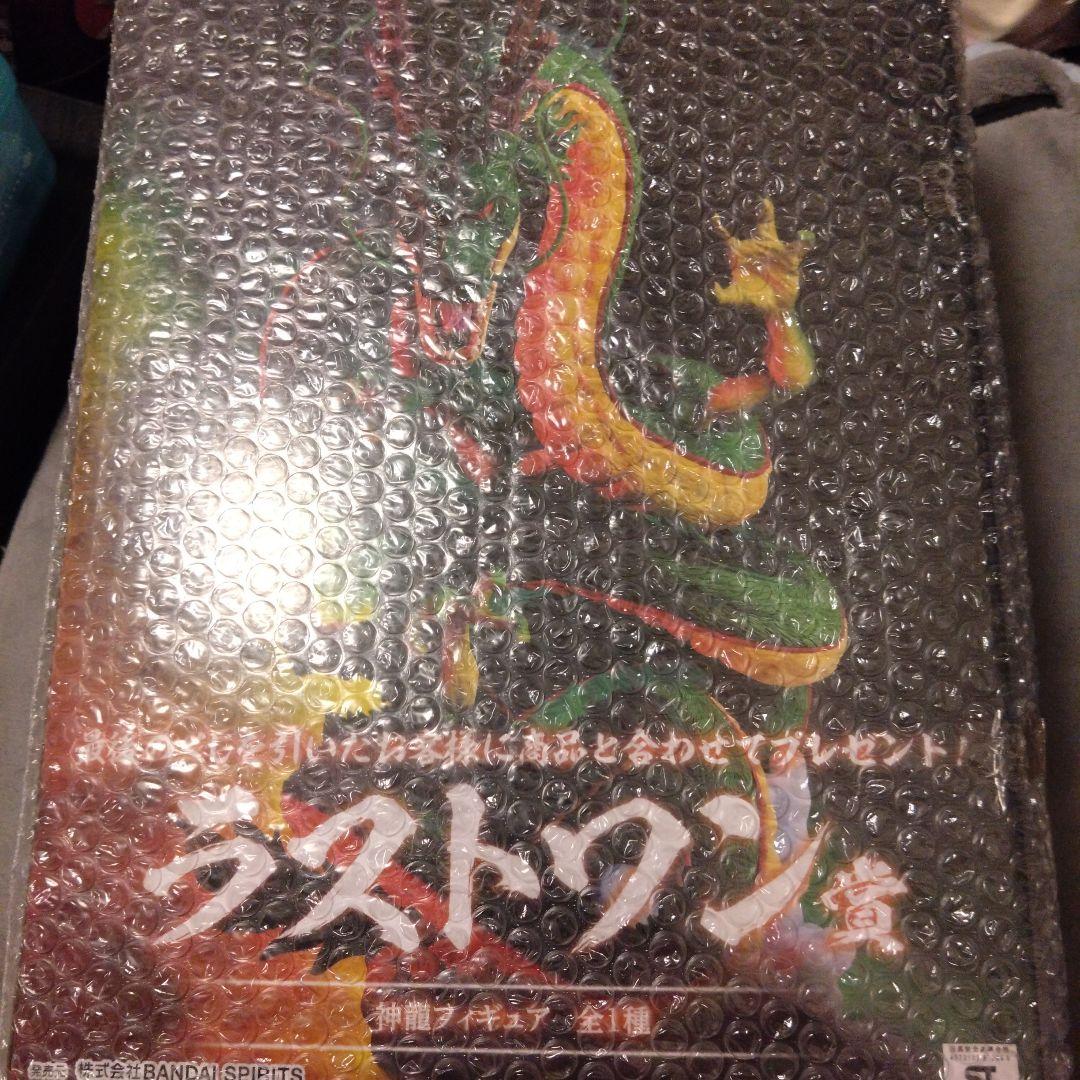 最後のくじを引いたお客様に商品と合わせてプレゼント！
ラストワン賞
神龍フィギュア 全1種
発売元 株式会社BANDAI SPIRITS